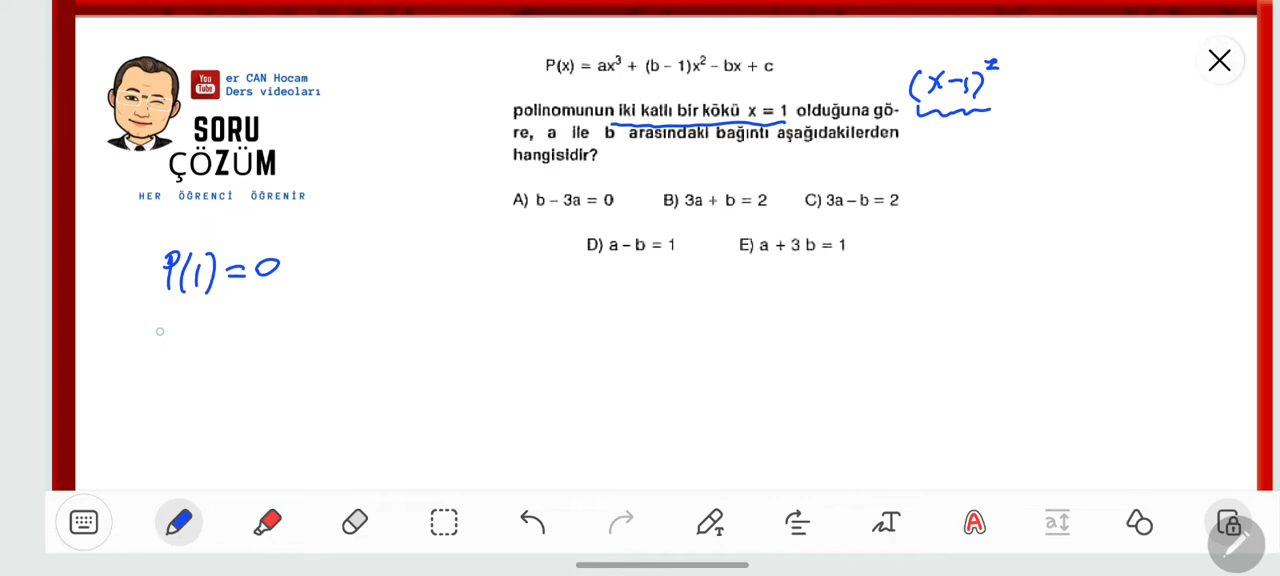 You Tube er CAN Hocam
Ders videoları
SORU
ÇÖZÜM
HER ÖĞRENCİ ÖĞRENİR
P(x) = ax³ + (b – 1)x² – bx + c
polinomunun iki katlı bir kökü x = 1 olduğuna gö-
re, a ile b arasındaki bağıntı aşağıdakilerden
hangisidir?
(x-1)²
A) b – 3a = 0 B) 3a + b = 2 C) 3a – b = 2
D) a – b = 1 E) a + 3 b = 1
P(1) = 0
T
T
A
a